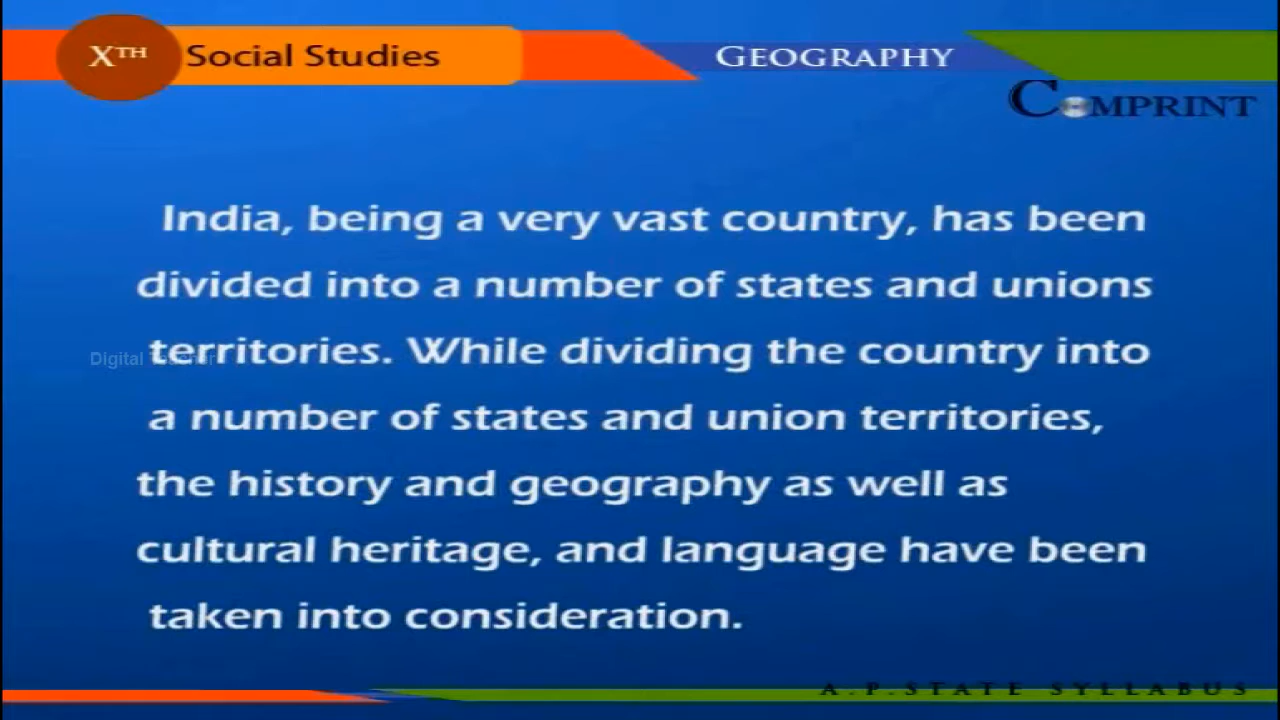 XTH Social Studies
GEOGRAPHY
COMPRINT
India, being a very vast country, has been
divided into a number of states and unions
territories. While dividing the country into
a number of states and union territories,
the history and geography as well as
cultural heritage, and language have been
taken into consideration.
Digital
A.P.STATE SYLLABUS